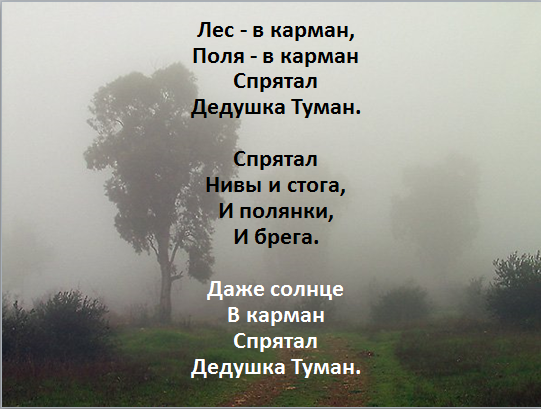 Лес - в карман,
Поля - в карман
Спрятал
Дедушка Туман.
Спрятал
Нивы и стога,
И полянки,
И брега.
Даже солнце
В карман
Спрятал
Дедушка Туман.